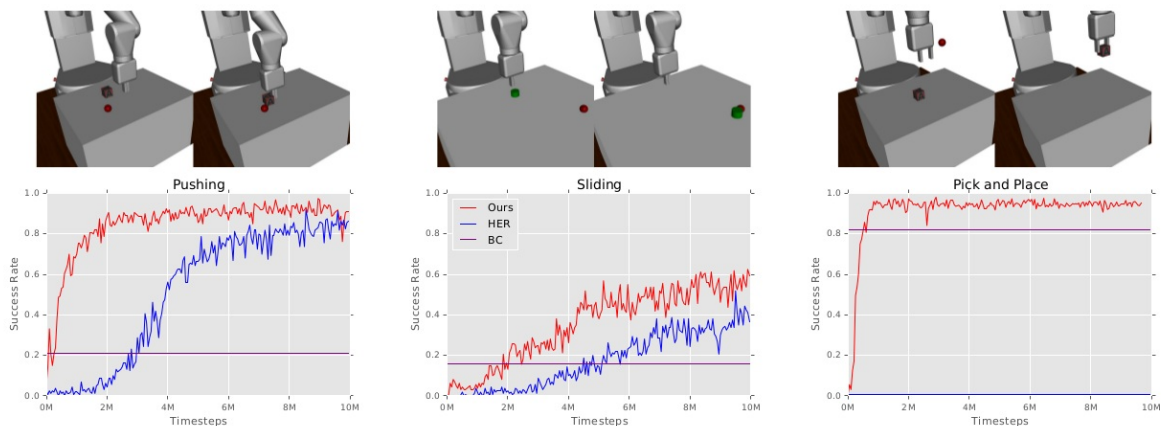 Pushing
1.0
0.8
0.6
0.4
0.2
0.0
Success Rate
0M 2M 4M 6M 8M 10M
Timesteps
Sliding
1.0
0.8
0.6
0.4
0.2
0.0
Success Rate
Ours
HER
BC
0M 2M 4M 6M 8M 10M
Timesteps
Pick and Place
1.0
0.8
0.6
0.4
0.2
0.0
Success Rate
0M 2M 4M 6M 8M 10M
Timesteps